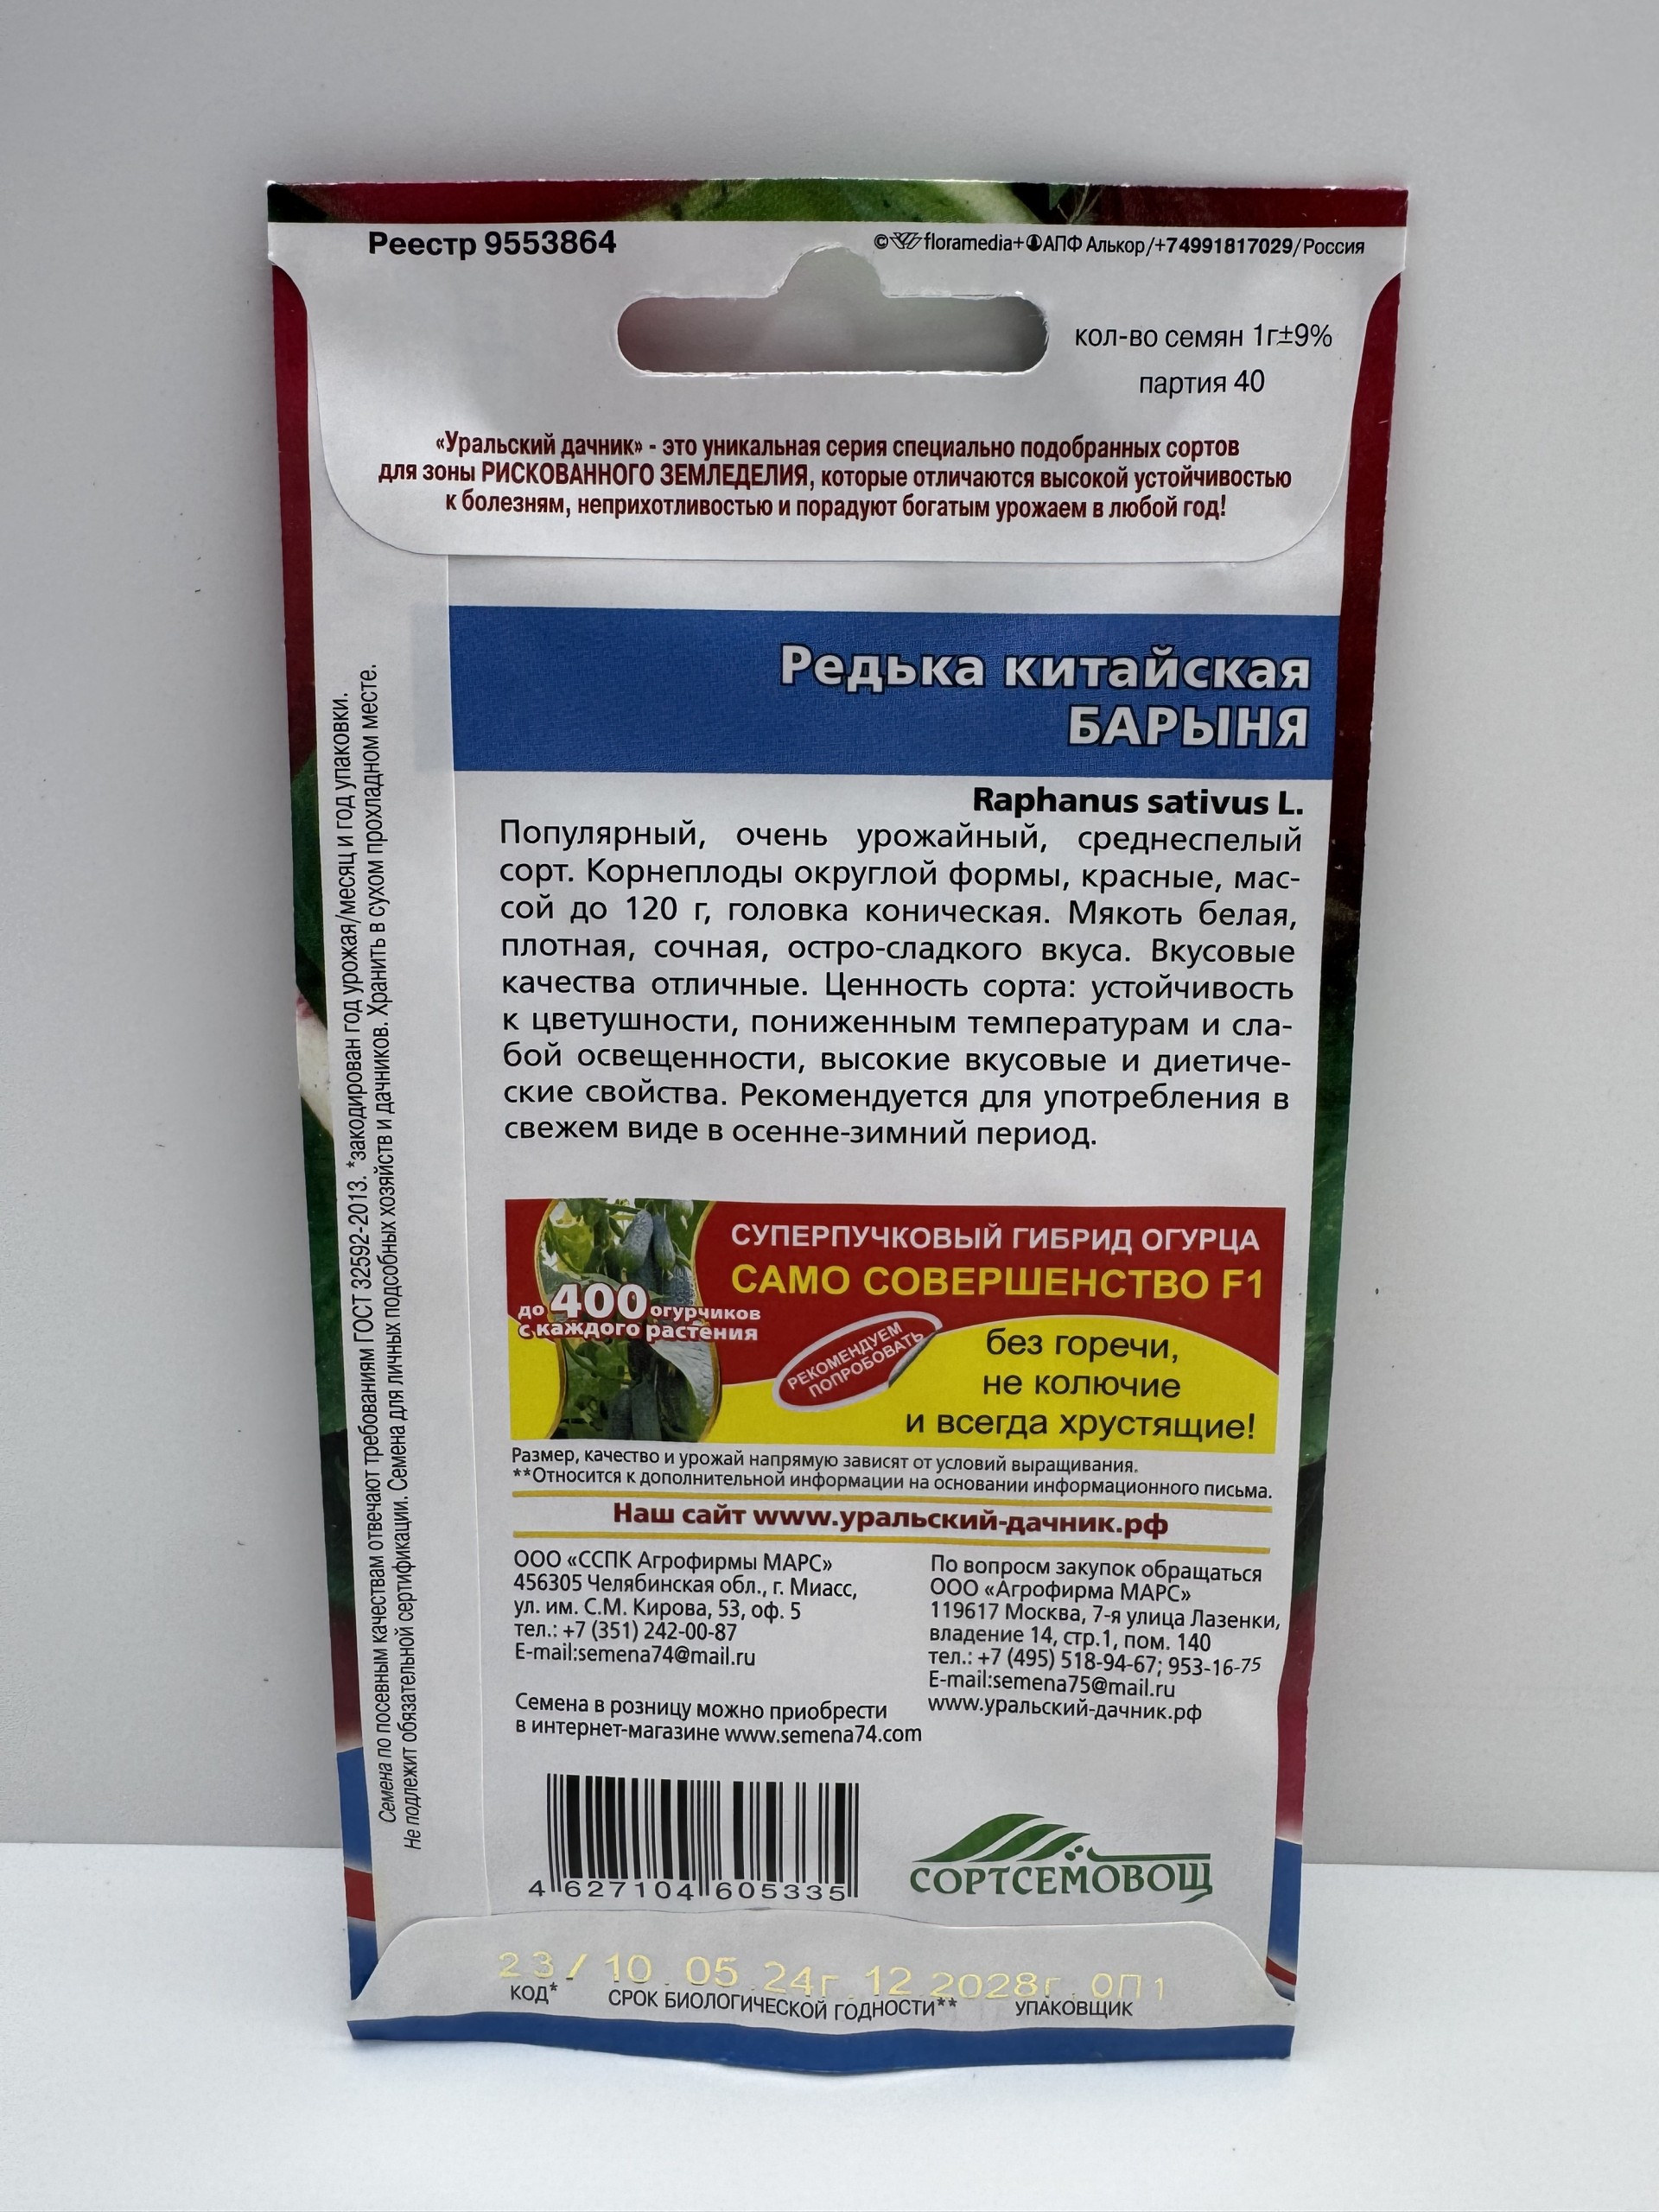 Реестр 9553864
© floramedia+ АПФ Алькор/+74991817029/Россия
кол-во семян 1г±9%
партия 40
«Уральский дачник» - это уникальная серия специально подобранных сортов
для зоны РИСКОВАННОГО ЗЕМЛЕДЕЛИЯ, которые отличаются высокой устойчивостью
к болезням, неприхотливостью и порадуют богатым урожаем в любой год!
Редька китайская
БАРЫНЯ
Raphanus sativus L.
Популярный, очень урожайный, среднеспелый
сорт. Корнеплоды округлой формы, красные, мас-
сой до 120 г, головка коническая. Мякоть белая,
плотная, сочная, остро-сладкого вкуса. Вкусовые
качества отличные. Ценность сорта: устойчивость
к цветушности, пониженным температурам и сла-
бой освещенности, высокие вкусовые и диетиче-
ские свойства. Рекомендуется для употребления в
свежем виде в осенне-зимний период.
Семена по посевным качествам отвечают требованиям ГОСТ 32592-2013. *закодирован год урожая/месяц и год упаковки.
Не подлежит обязательной сертификации. Семена для личных подсобных хозяйств и дачников. Хранить в сухом прохладном месте.
СУПЕРПУЧКОВЫЙ ГИБРИД ОГУРЦА
САМО СОВЕРШЕНСТВО F1
до 400 огурчиков
с каждого растения
РЕКОМЕНДУЕМ
ПОПРОБОВАТЬ
без горечи,
не колючие
и всегда хрустящие!
Размер, качество и урожай напрямую зависят от условий выращивания.
**Относится к дополнительной информации на основании информационного письма.
Наш сайт www.уральский-дачник.рф
ООО «ССПК Агрофирмы МАРС»
456305 Челябинская обл., г. Миасс,
ул. им. С.М. Кирова, 53, оф. 5
тел.: +7 (351) 242-00-87
E-mail:semena74@mail.ru
Семена в розницу можно приобрести
в интернет-магазине www.semena74.com
По вопросм закупок обращаться
ООО «Агрофирма МАРС»
119617 Москва, 7-я улица Лазенки,
владение 14, стр.1, пом. 140
тел.: +7 (495) 518-94-67; 953-16-75
E-mail:semena75@mail.ru
www.уральский-дачник.рф
4 627104 605335
СОРТСЕМОВОЩ
23/ 10 . 05 .24г. 12.2028г. ОП1
КОД* СРОК БИОЛОГИЧЕСКОЙ ГОДНОСТИ** УПАКОВЩИК